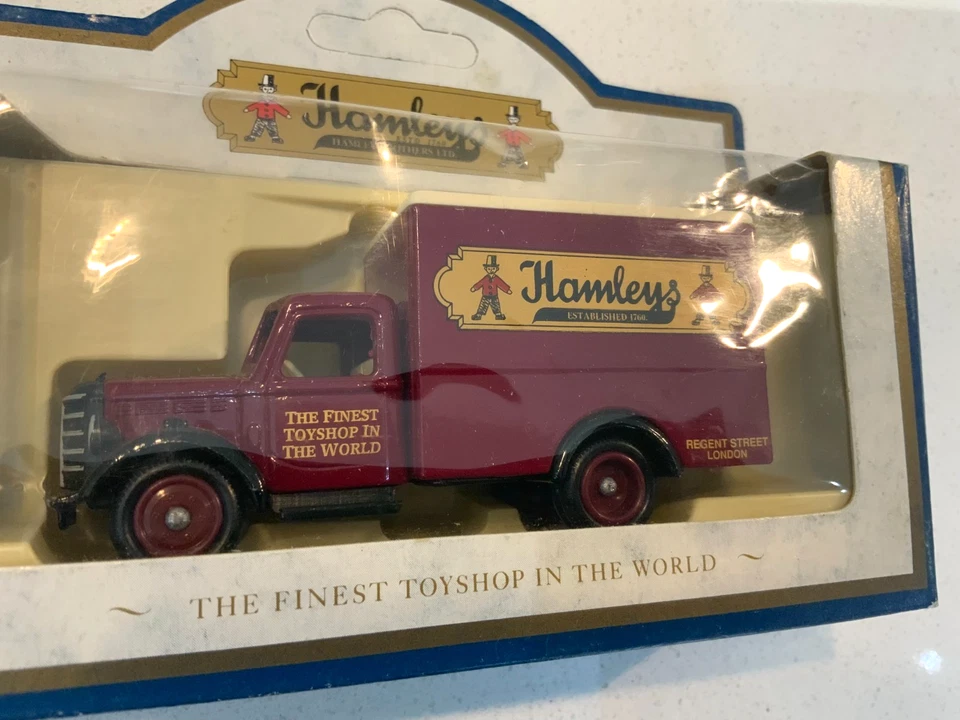 Hamleys
Hamleys
ESTABLISHED 1760.
THE FINEST
TOYSHOP IN
THE WORLD
REGENT STREET
LONDON
THE FINEST TOYSHOP IN THE WORLD